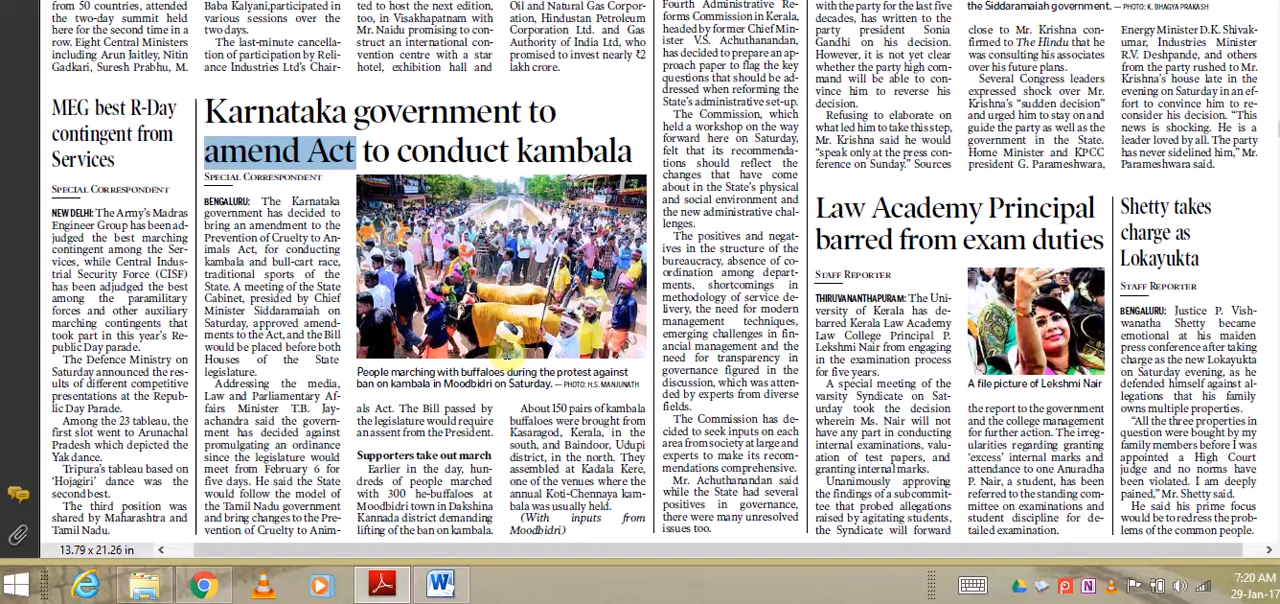 from 50 countries, attended
two-day summit held
here for the second time in a
row. Eight Central Ministers
including Arun Jaitley, Nitin
Gadkari, Suresh Prabhu, M.
Baba Kalyani,participated in
various sessions over the
two days.
The last-minute cancella-
tion of participation by Reli-
ance Industries Ltd's Chair-
ted to host the next edition,
too, in Visakhapatnam with
Mr. Naidu promising to con-
struct an international con-
vention centre with a star
hotel, exhibition hall and
Oil and Natural Gas Corpor-
ation, Hindustan Petroleum
Corporation Ltd. and Gas
Authority of India Ltd, who
promised to invest nearly ₹2
lakh crore.
MEG best R-Day
contingent from
Services
SPECIAL CORRESPONDENT
NEW DELHI: The Army's Madras
Engineer Group has been ad-
judged the best marching
contingent among the Ser-
vices, while Central Indus-
trial Security Force (CISF)
has been adjudged the best
among the paramilitary
forces and other auxiliary
marching contingents that
took part in this year's Re-
public Day parade.
The Defence Ministry on
Saturday announced the res-
ults of different competitive
presentations at the Repub-
lic Day Parade.
Among the 23 tableau, the
first slot went to Arunachal
Pradesh which depicted the
Yak dance.
Tripura's tableau based on
'Hojagiri' dance was the
second best.
The third position was
shared by Maharashtra and
Tamil Nadu.
Karnataka government to
amend Act to conduct kambala
SPECIAL CORRESPONDENT
BENGALURU: The Karnataka
government has decided to
bring an amendment to the
Prevention of Cruelty to An-
imals Act, for conducting
kambala and bull-cart race,
traditional sports of the
State. A meeting of the State
Cabinet, presided by Chief
Minister Siddaramaiah on
Saturday, approved amend-
ments to the Act, and the Bill
would be placed before both
Houses of the State
legislature.
Addressing the media,
Law and Parliamentary Af-
fairs Minister T.B. Jay-
achandra said the govern-
ment has decided against
promulgating an ordinance
since the legislature would
meet from February 6 for
five days. He said the State
would follow the model of
the Tamil Nadu government
and bring changes to the Pre-
vention of Cruelty to Anim-
People marching with buffaloes during the protest against
ban on kambala in Moodbidri on Saturday. — PHOTO: H.S. MANJUNATH
als Act. The Bill passed by
the legislature would require
an assent from the President.
Supporters take out march
Earlier in the day, hun-
dreds of people marched
with 300 he-buffaloes at
Moodbidri town in Dakshina
Kannada district demanding
lifting of the ban on kambala.
About 150 pairs of kambala
buffaloes were brought from
Kasaragod, Kerala, in the
south, and Baindoor, Udupi
district, in the north. They
assembled at Kadala Kere,
one of the venues where the
annual Koti-Chennaya kam-
bala was usually held.
(With inputs from
Moodbidri)
Fourth Administrative Re-
forms Commission in Kerala,
headed by former Chief Min-
ister V.S. Achuthanandan,
has decided to prepare an ap-
proach paper to flag the key
questions that should be ad-
dressed when reforming the
State's administrative set-up.
The Commission, which
held a workshop on the way
forward here on Saturday,
felt that its recommenda-
tions should reflect the
changes that have come
about in the State's physical
and social environment and
the new administrative chal-
lenges.
The positives and negat-
ives in the structure of the
bureaucracy, absence of co-
ordination among depart-
ments, shortcomings in
methodology of service de-
livery, the need for modern
management techniques,
emerging challenges in fin-
ancial management and the
need for transparency in
governance figured in the
discussion, which was atten-
ded by experts from diverse
fields.
The Commission has de-
cided to seek inputs on each
area from society at large and
experts to make its recom-
mendations comprehensive.
Mr. Achuthanandan said
while the State had several
positives in governance,
there were many unresolved
issues too.
with the party for the last five
decades, has written to the
party president Sonia
Gandhi on his decision.
However, it is not yet clear
whether the party high com-
mand will be able to con-
vince him to reverse his
decision.
Refusing to elaborate on
what led him to take this step,
Mr. Krishna said he would
"speak only at the press con-
ference on Sunday." Sources
the Siddaramaiah government. — PHOTO: K. BHAGYA PRAKASH
close to Mr. Krishna con-
firmed to The Hindu that he
was consulting his associates
over his future plans.
Several Congress leaders
expressed shock over Mr.
Krishna's "sudden decision"
and urged him to stay on and
guide the party as well as the
government in the State.
Home Minister and KPCC
president G. Parameshwara,
Energy Minister D.K. Shivak-
umar, Industries Minister
R.V. Deshpande, and others
from the party rushed to Mr.
Krishna's house late in the
evening on Saturday in an ef-
fort to convince him to re-
consider his decision. "This
news is shocking. He is a
leader loved by all. The party
has never sidelined him," Mr.
Parameshwara said.
Law Academy Principal
barred from exam duties
STAFF REPORTER
THIRUVANANTHAPURAM: The Uni-
versity of Kerala has de-
barred Kerala Law Academy
Law College Principal P.
Lekshmi Nair from engaging
in the examination process
for five years.
A special meeting of the
varsity Syndicate on Sat-
urday took the decision
wherein Ms. Nair will not
have any part in conducting
internal examinations, valu-
ation of test papers, and
granting internal marks.
Unanimously approving
the findings of a subcommit-
tee that probed allegations
raised by agitating students,
the Syndicate will forward
A file picture of Lekshmi Nair
the report to the government
and the college management
for further action. The irreg-
ularities regarding granting
'excess' internal marks and
attendance to one Anuradha
P. Nair, a student, has been
referred to the standing com-
mittee on examinations and
student discipline for de-
tailed examination.
Shetty takes
charge as
Lokayukta
STAFF REPORTER
BENGALURU: Justice P. Vish-
wanatha Shetty became
emotional at his maiden
press conference after taking
charge as the new Lokayukta
on Saturday evening, as he
defended himself against al-
legations that his family
owns multiple properties.
"All the three properties in
question were bought by my
family members before I was
appointed a High Court
judge and no norms have
been violated. I am deeply
pained," Mr. Shetty said.
He said his prime focus
would be to redress the prob-
lems of the common people.
13.79 x 21.26 in
7:20 AM
29-Jan-17